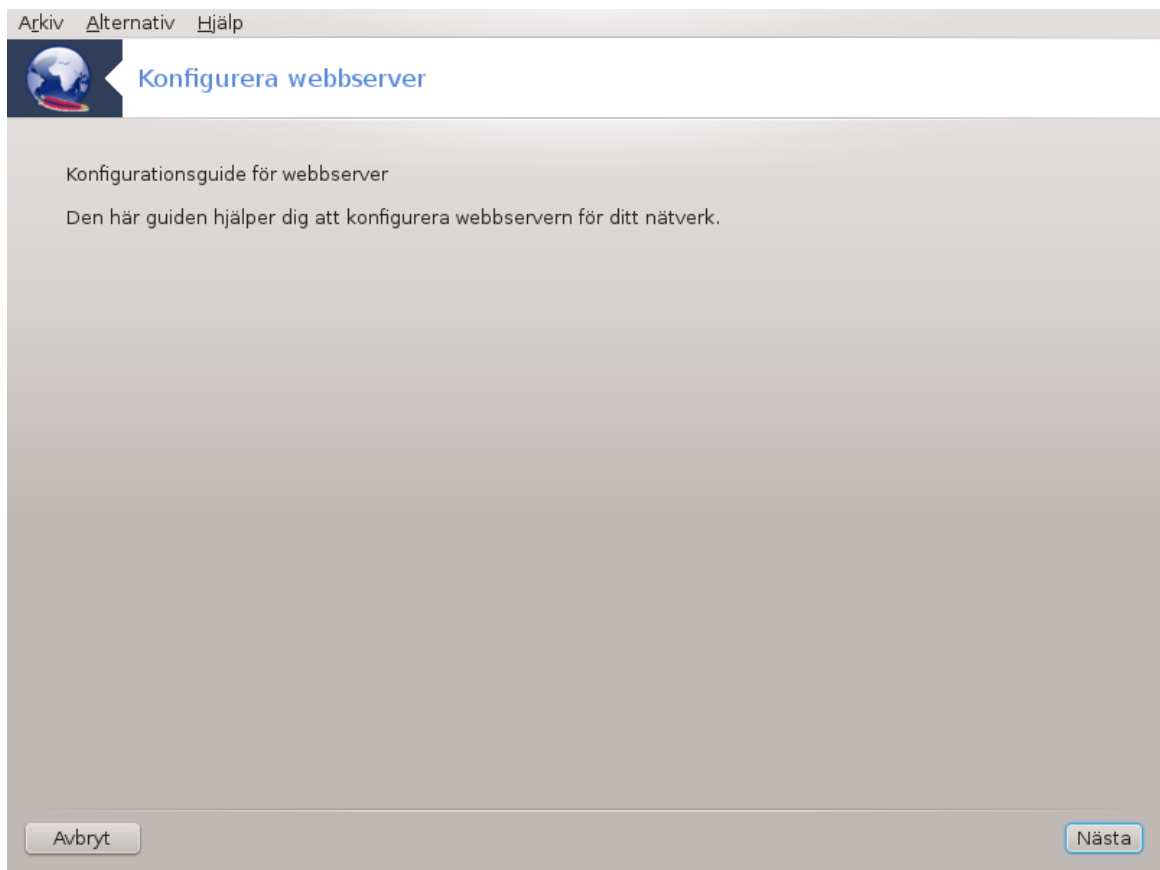 Arkiv Alternativ Hjälp
Konfigurera webbserver
Konfigurationsguide för webbserver
Den här guiden hjälper dig att konfigurera webbservern för ditt nätverk.
Avbryt Nästa